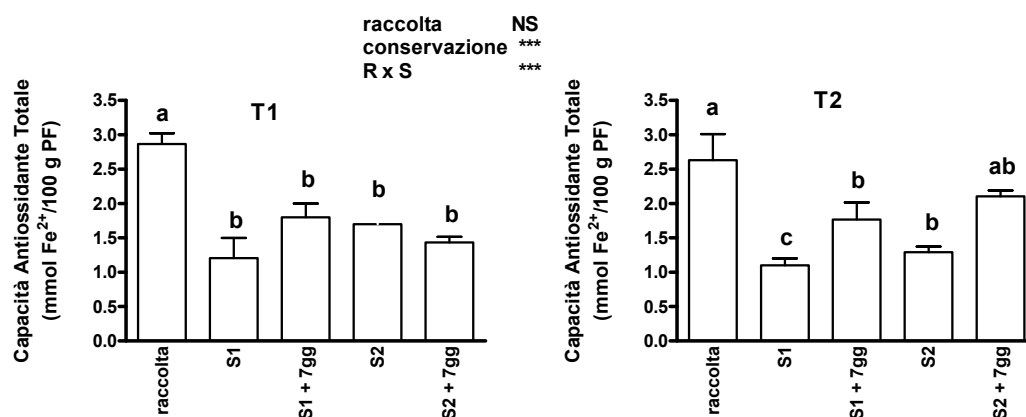 raccolta NS
conservazione ***
R x S ***
Capacità Antiossidante Totale
(mmol Fe²⁺/100 g PF)
T1
3.5
3.0
2.5
2.0
1.5
1.0
0.5
0.0
a
b
b
b
b
raccolta
S1
S1 + 7gg
S2
S2 + 7gg
Capacità Antiossidante Totale
(mmol Fe²⁺/100 g PF)
T2
3.5
3.0
2.5
2.0
1.5
1.0
0.5
0.0
a
c
b
b
ab
raccolta
S1
S1 + 7gg
S2
S2 + 7gg